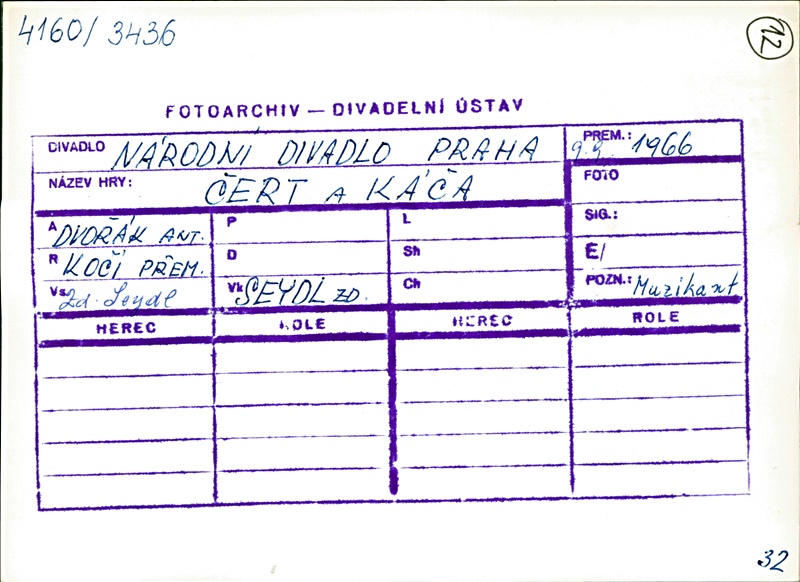 4160/3436
12
FOTOARCHIV — DIVADELNÍ ÚSTAV
DIVADLO NÁRODNÍ DIVADLO PRAHA
PREM.: 9.9. 1966
NÁZEV HRY: ČERT A KÁČA
FOTO
A DVOŘÁK ANT.
P
L
SIG.:
R KOČÍ PŘEM.
D
Sh
É/
Vs Zd. Seydl
Vk SEYDL ZD.
Ch
POZN.: Muzikant
HEREC ROLE HEREC ROLE
32